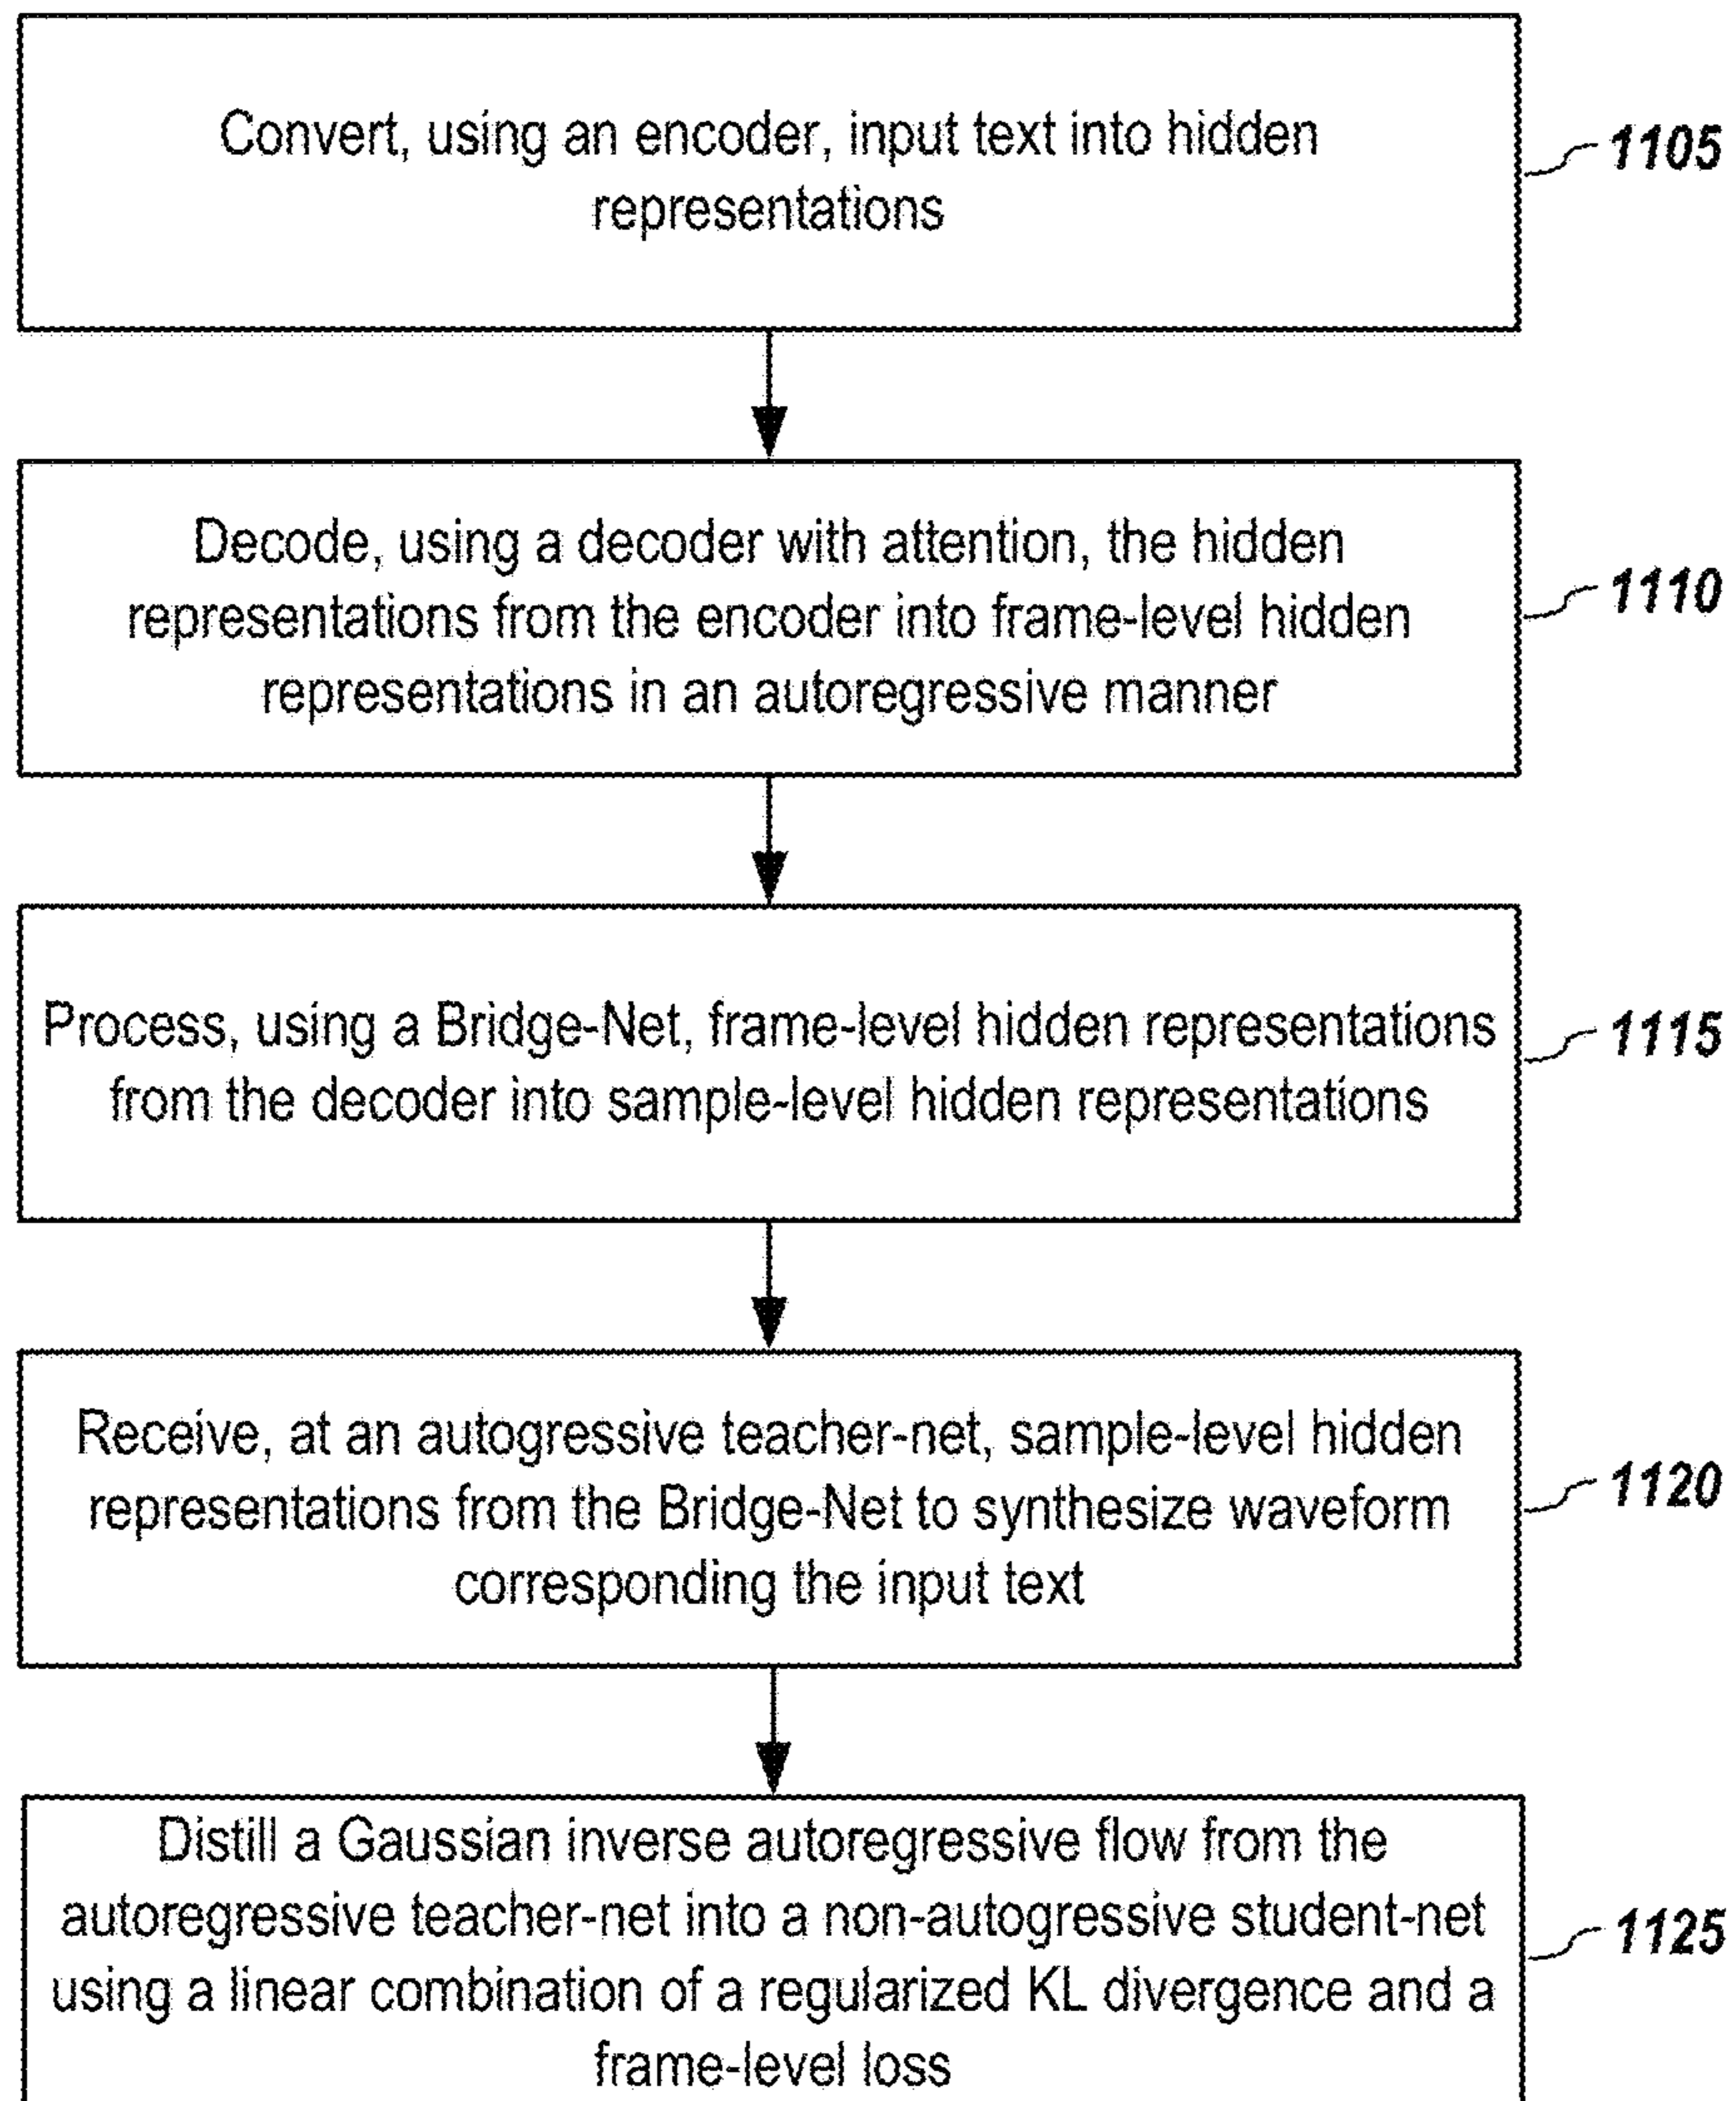 Convert, using an encoder, input text into hidden
representations
1105
Decode, using a decoder with attention, the hidden
representations from the encoder into frame-level hidden
representations in an autoregressive manner
1110
Process, using a Bridge-Net, frame-level hidden representations
from the decoder into sample-level hidden representations
1115
Receive, at an autogressive teacher-net, sample-level hidden
representations from the Bridge-Net to synthesize waveform
corresponding the input text
1120
Distill a Gaussian inverse autoregressive flow from the
autoregressive teacher-net into a non-autogressive student-net
using a linear combination of a regularized KL divergence and a
frame-level loss
1125